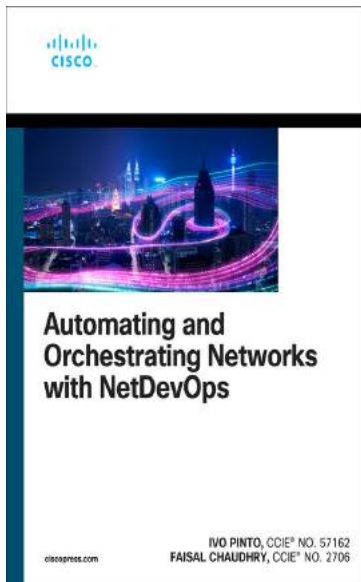 CISCO
Automating and
Orchestrating Networks
with NetDevOps
IVO PINTO, CCIE® NO. 57162
ciscopress.com
FAISAL CHAUDHRY, CCIE® NO. 2706